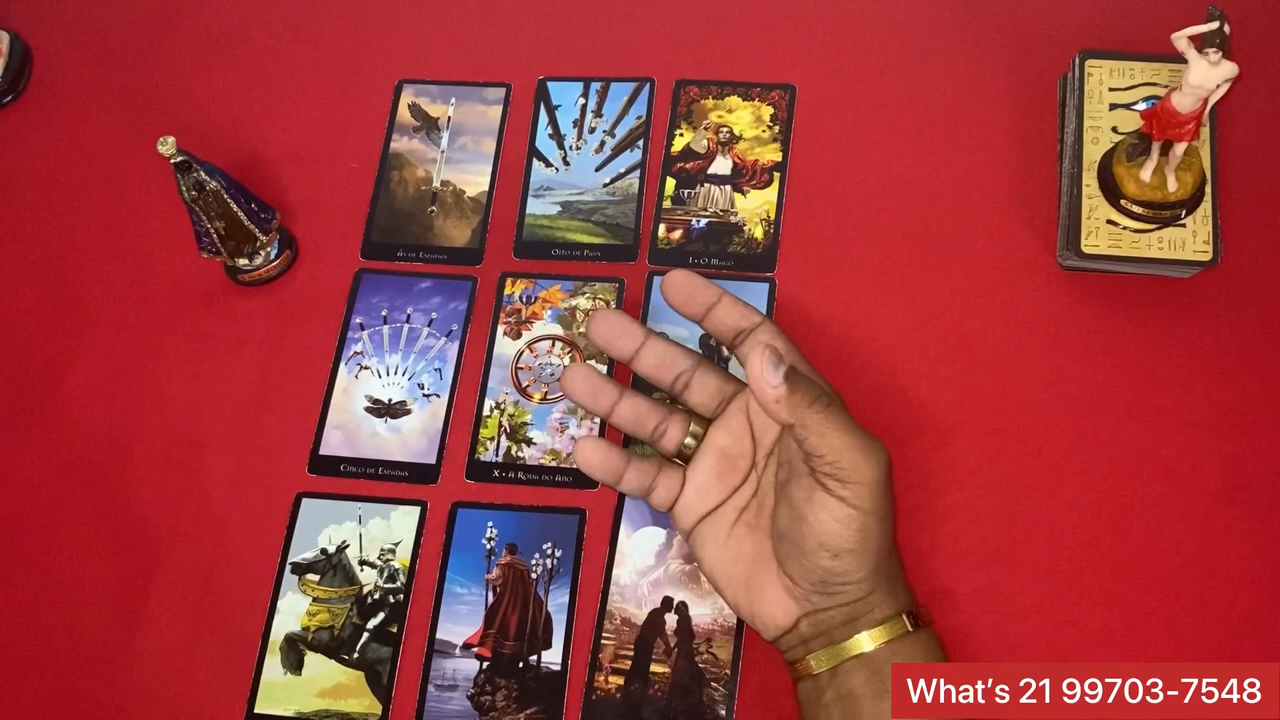 Ás de Espadas
Oito de Paus
I • O Mago
Cinco de Espadas
X • A Roda do Ano
What's 21 99703-7548